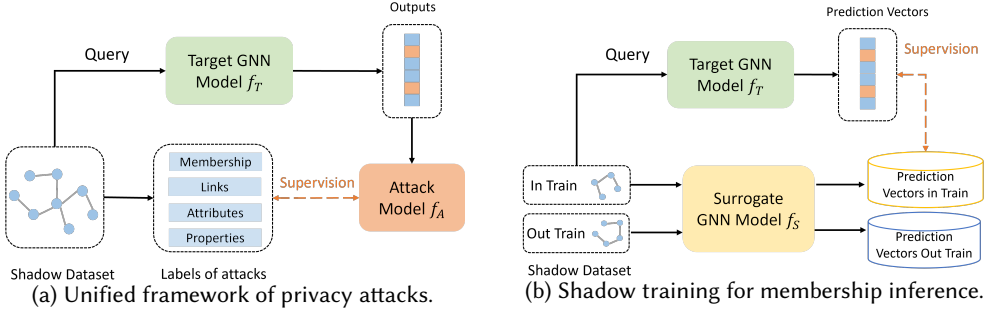 Outputs
Query
Target GNN
Model f_T
Membership
Links
Attributes
Properties
Supervision
Attack
Model f_A
Shadow Dataset
Labels of attacks
(a) Unified framework of privacy attacks.
Prediction Vectors
Query
Target GNN
Model f_T
Supervision
In Train
Out Train
Surrogate
GNN Model f_S
Prediction
Vectors in Train
Prediction
Vectors Out Train
Shadow Dataset
(b) Shadow training for membership inference.